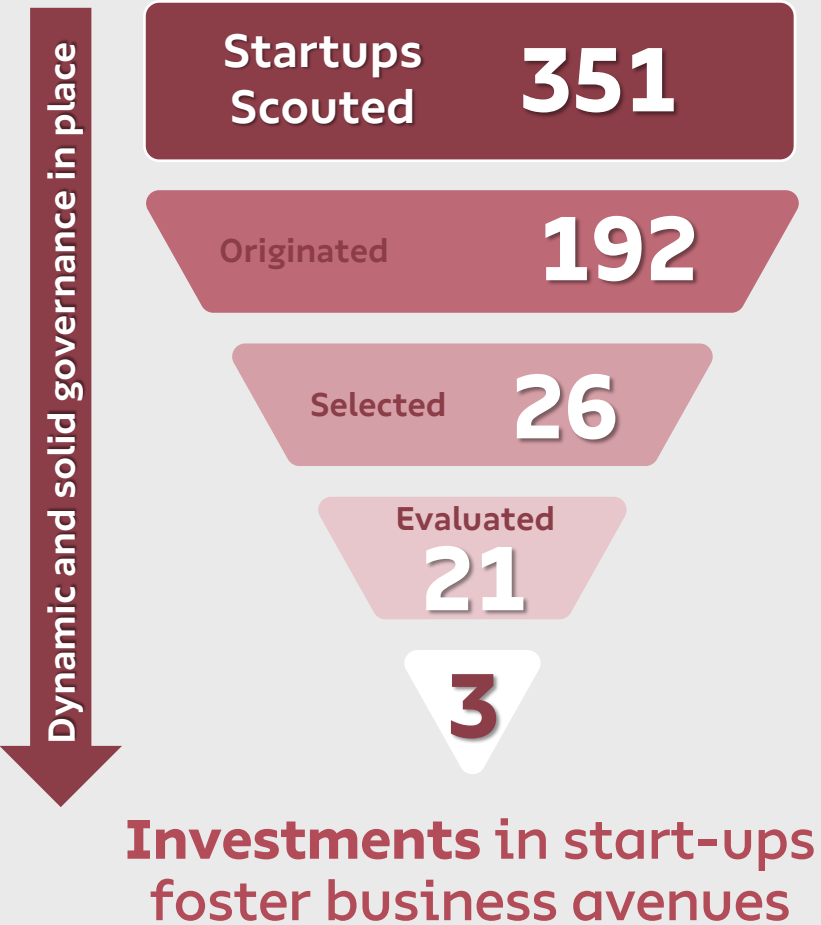 Dynamic and solid governance in place
Startups
Scouted
351
Originated
192
Selected
26
Evaluated
21
3
Investments in start-ups
foster business avenues